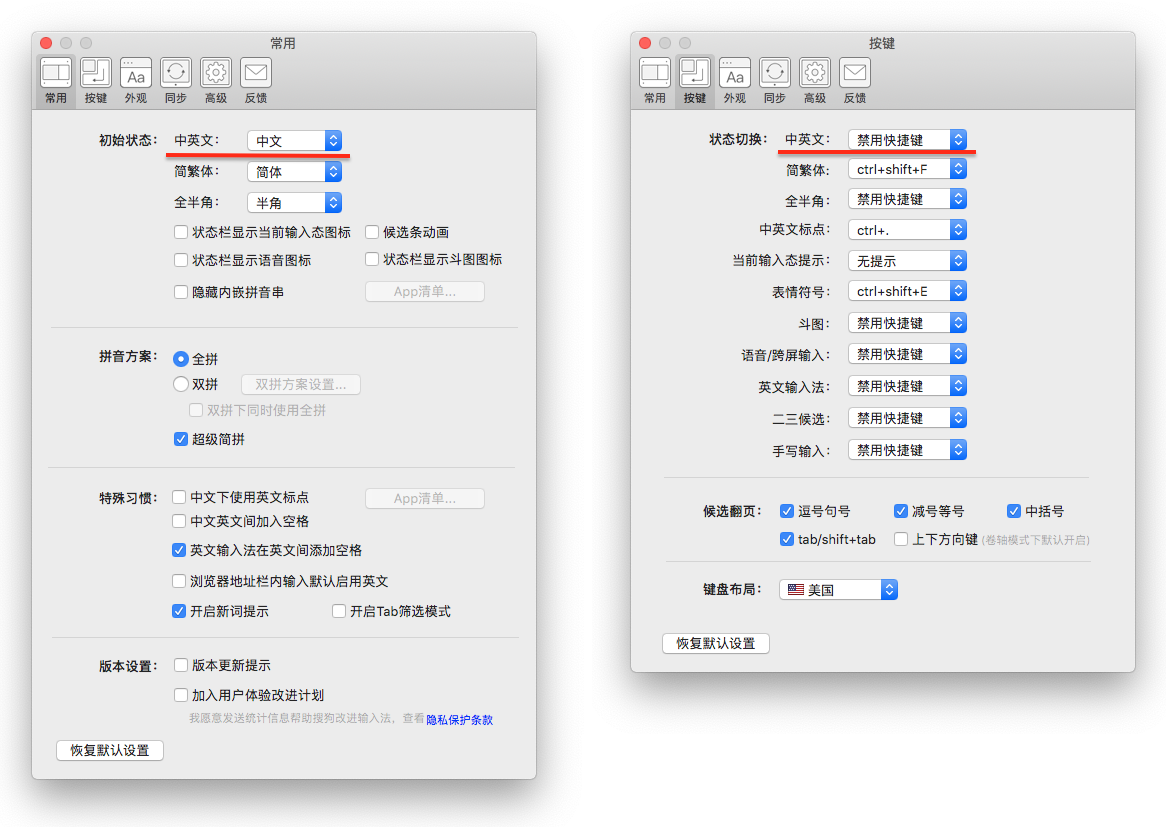 常用
常用 按键 外观 同步 高级 反馈
初始状态： 中英文： 中文
简繁体： 简体
全半角： 半角
状态栏显示当前输入态图标 候选条动画
状态栏显示语音图标 状态栏显示斗图图标
隐藏内嵌拼音串 App清单...
拼音方案： 全拼
双拼 双拼方案设置...
双拼下同时使用全拼
超级简拼
特殊习惯： 中文下使用英文标点 App清单...
中文英文间加入空格
英文输入法在英文间添加空格
浏览器地址栏内输入默认启用英文
开启新词提示 开启Tab筛选模式
版本设置： 版本更新提示
加入用户体验改进计划
我愿意发送统计信息帮助搜狗改进输入法，查看 隐私保护条款
恢复默认设置
按键
常用 按键 外观 同步 高级 反馈
状态切换： 中英文： 禁用快捷键
简繁体： ctrl+shift+F
全半角： 禁用快捷键
中英文标点： ctrl+.
当前输入态提示： 无提示
表情符号： ctrl+shift+E
斗图： 禁用快捷键
语音/跨屏输入： 禁用快捷键
英文输入法： 禁用快捷键
二三候选： 禁用快捷键
手写输入： 禁用快捷键
候选翻页： 逗号句号 减号等号 中括号
tab/shift+tab 上下方向键 (卷轴模式下默认开启)
键盘布局： 美国
恢复默认设置